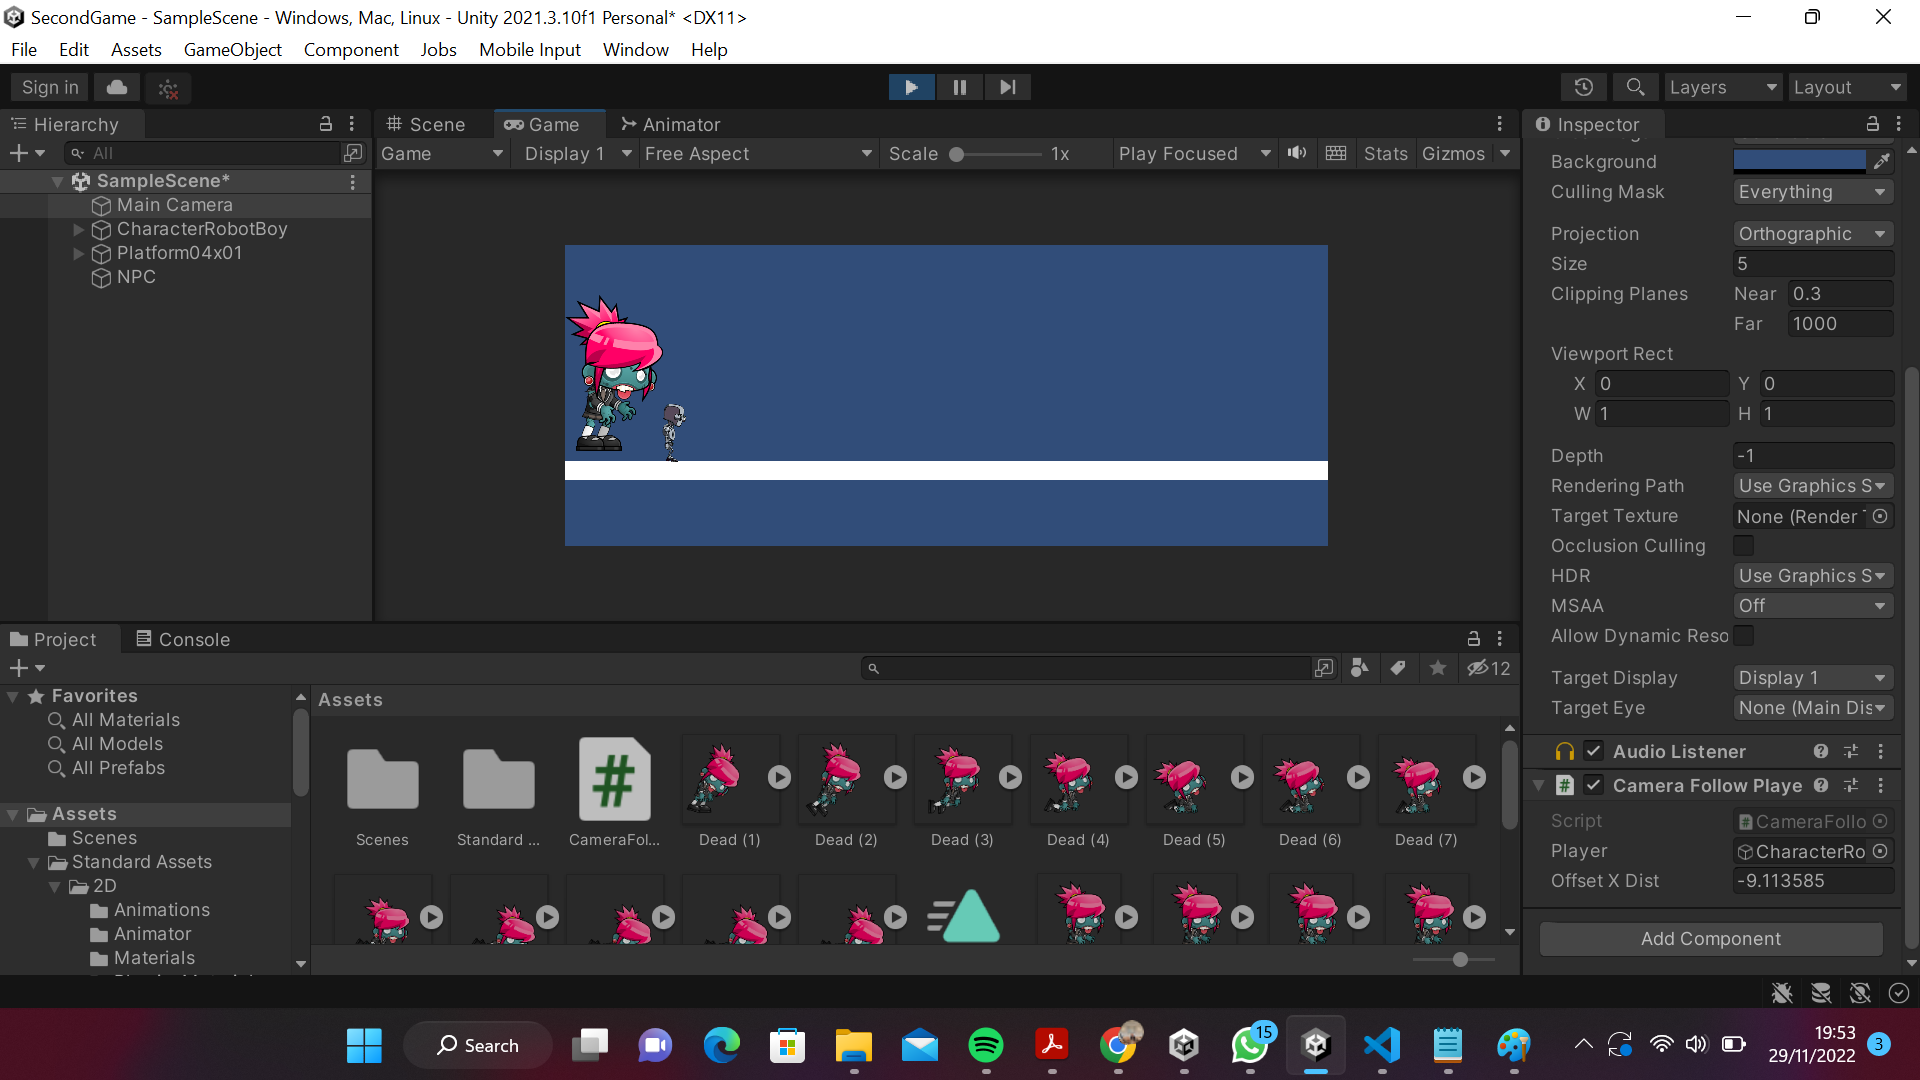 SecondGame - SampleScene - Windows, Mac, Linux - Unity 2021.3.10f1 Personal* <DX11>
File Edit Assets GameObject Component Jobs Mobile Input Window Help
Sign in
Layers Layout
Hierarchy
All
SampleScene*
Main Camera
CharacterRobotBoy
Platform04x01
NPC
Scene Game Animator
Game Display 1 Free Aspect Scale 1x Play Focused Stats Gizmos
Inspector
Background
Culling Mask Everything
Projection Orthographic
Size 5
Clipping Planes Near 0.3
Far 1000
Viewport Rect
X 0 Y 0
W 1 H 1
Depth -1
Rendering Path Use Graphics S
Target Texture None (Render
Occlusion Culling
HDR Use Graphics S
MSAA Off
Allow Dynamic Reso
Target Display Display 1
Target Eye None (Main Dis
Audio Listener
# Camera Follow Playe
Script CameraFollo
Player CharacterRo
Offset X Dist -9.113585
Add Component
Project Console
12
Favorites
All Materials
All Models
All Prefabs
Assets
Scenes
Standard Assets
2D
Animations
Animator
Materials
Assets
#
Scenes Standard ... CameraFol... Dead (1) Dead (2) Dead (3) Dead (4) Dead (5) Dead (6) Dead (7)
Search
15
19:53
29/11/2022
3